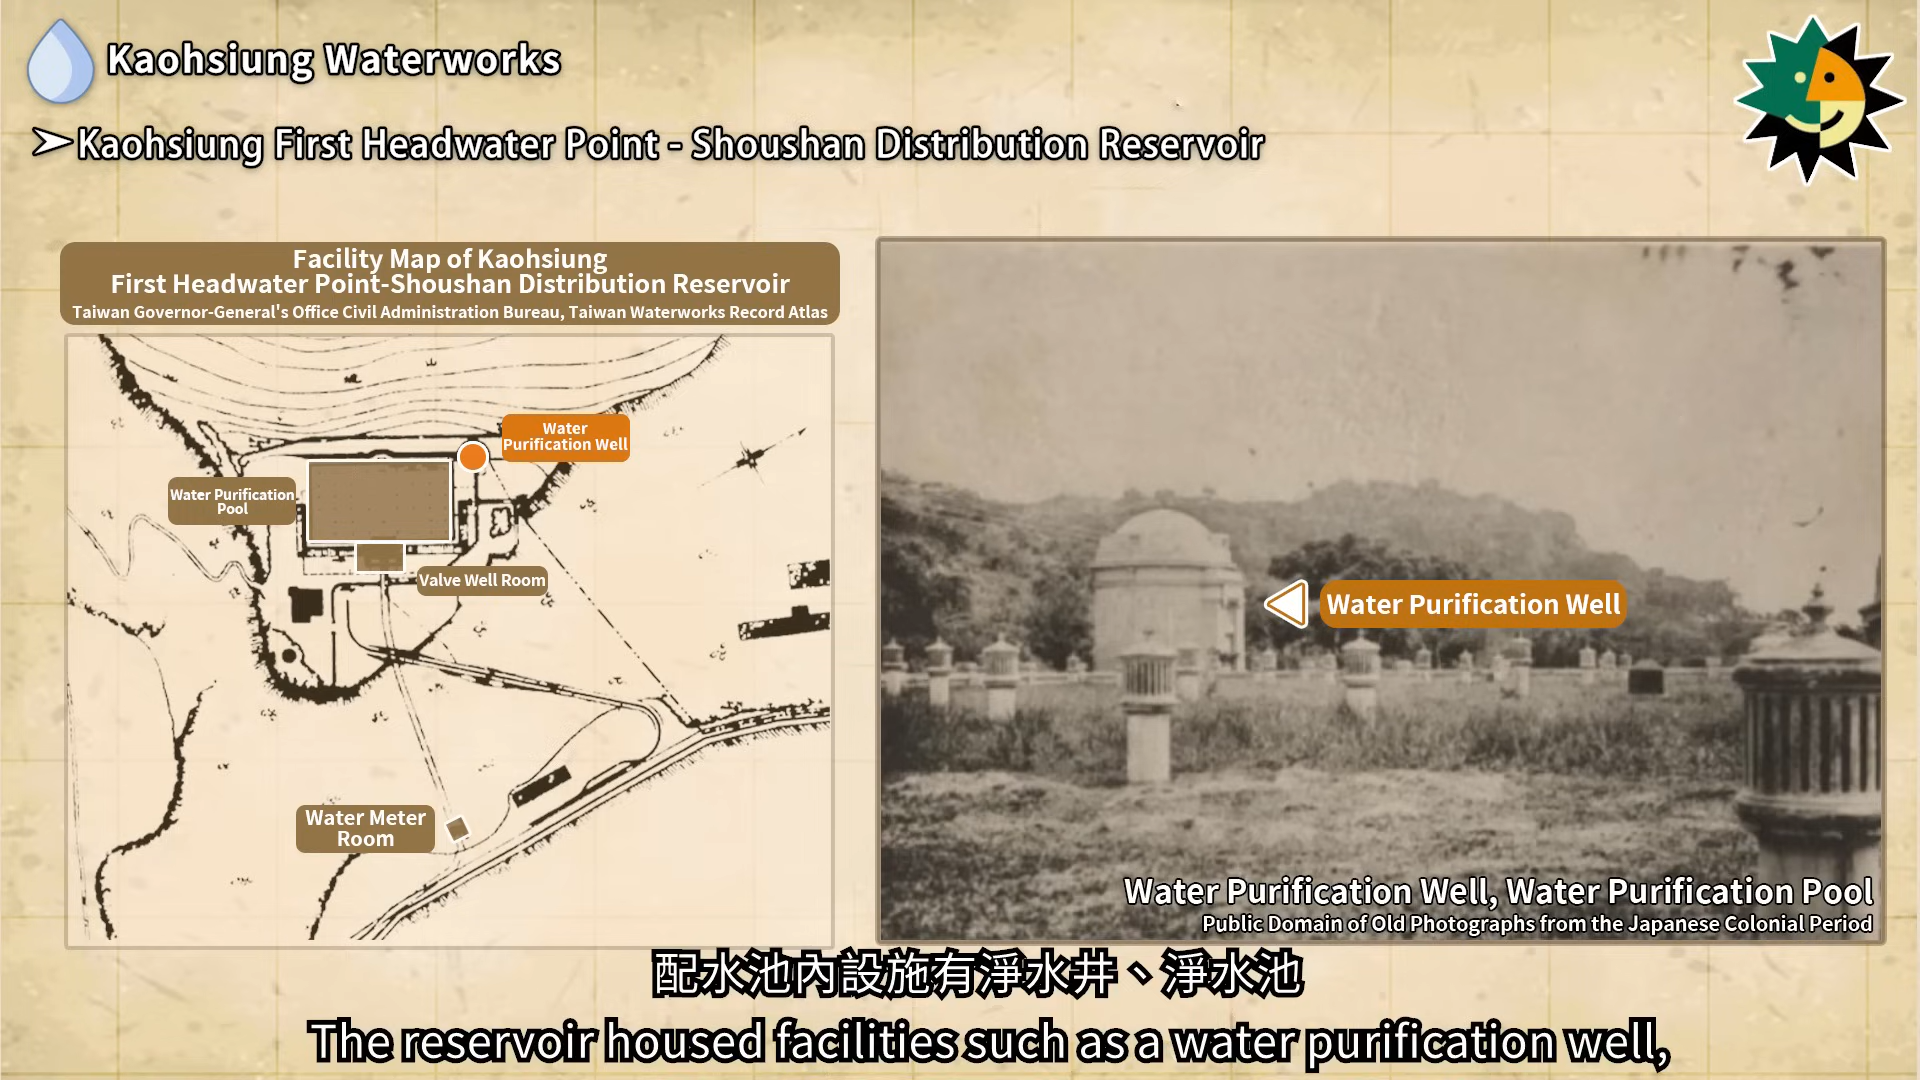 Kaohsiung Waterworks
Kaohsiung First Headwater Point - Shoushan Distribution Reservoir
Facility Map of Kaohsiung
First Headwater Point-Shoushan Distribution Reservoir
Taiwan Governor-General's Office Civil Administration Bureau, Taiwan Waterworks Record Atlas
Water
Purification Well
Water Purification
Pool
Valve Well Room
Water Meter
Room
Water Purification Well
Water Purification Well, Water Purification Pool
Public Domain of Old Photographs from the Japanese Colonial Period
配水池內設施有淨水井、淨水池
The reservoir housed facilities such as a water purification well,